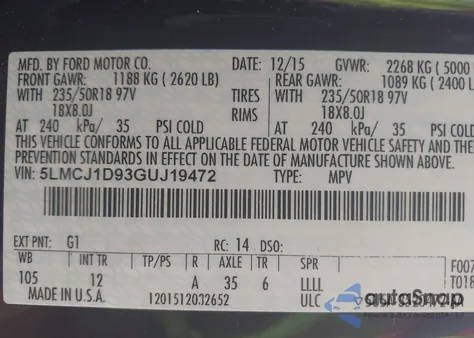 MFD. BY FORD MOTOR CO. DATE: 12/15 GVWR: 2268 KG ( 5000
FRONT GAWR: 1188 KG ( 2620 LB) REAR GAWR: 1089 KG ( 2400 L
WITH 235/50R18 97V TIRES WITH 235/50R18 97V
18X8.0J RIMS 18X8.0J
AT 240 kPa/ 35 PSI COLD AT 240 kPa/ 35 PSI COLD
THIS VEHICLE CONFORMS TO ALL APPLICABLE FEDERAL MOTOR VEHICLE SAFETY AND
PREVENTION STANDARDS IN EFFECT ON THE DATE OF MANUFACTURE SHOWN ABOVE.
VIN: 5LMCJ1D93GUJ19472 TYPE: MPV
EXT PNT: G1 RC: 14 DSO:
WB INT TR TP/PS R AXLE TR SPR F007
105 12 A 35 6 LLLL T018
MADE IN U.S.A. 1201512032652 ULC
autoSnap